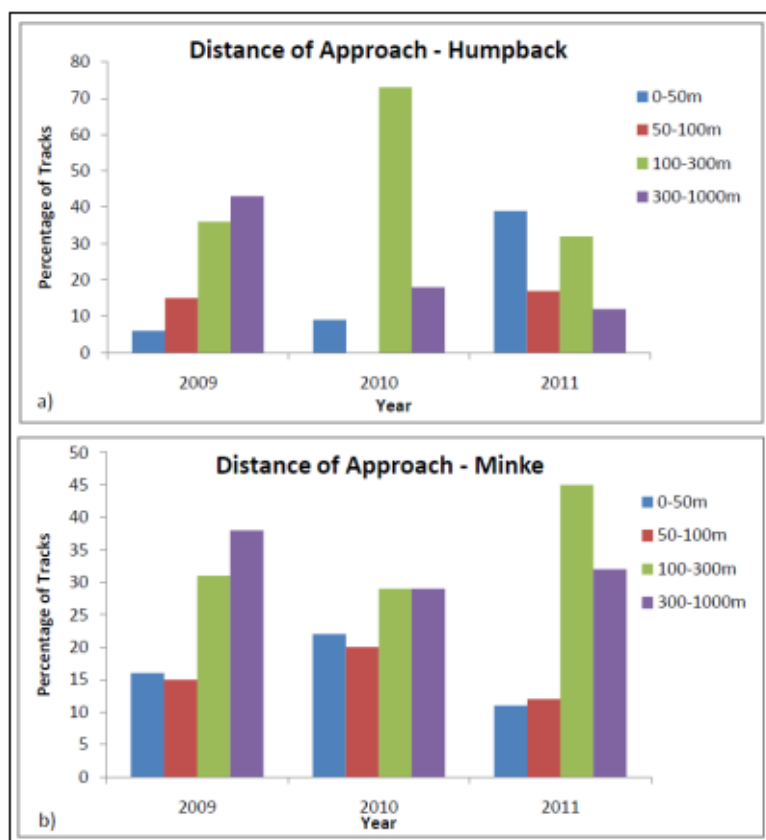 Distance of Approach - Humpback
80
70
60
50
40
30
20
10
0
Percentage of Tracks
0-50m
50-100m
100-300m
300-1000m
2009 2010 2011
Year
a)
Distance of Approach - Minke
50
45
40
35
30
25
20
15
10
5
0
Percentage of Tracks
0-50m
50-100m
100-300m
300-1000m
2009 2010 2011
Year
b)